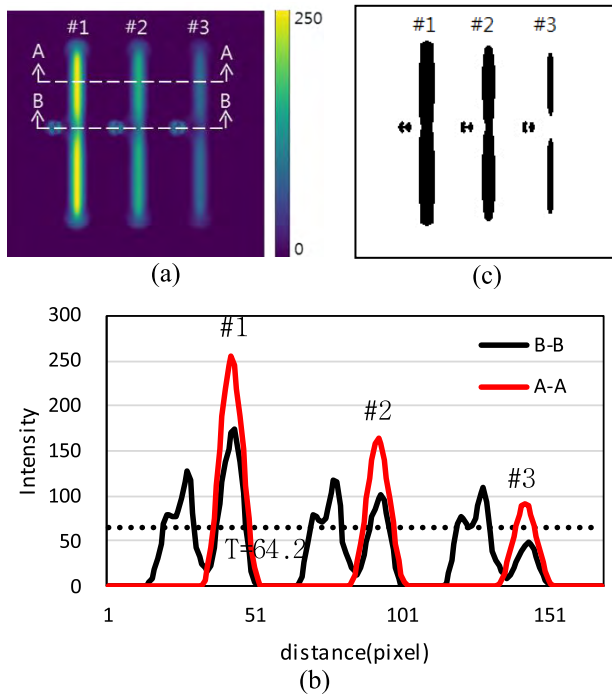 #1 #2 #3
A A
B B
250
0
(a)
#1 #2 #3
(c)
300
250
200
150
100
50
0
Intensity
#1
#2
#3
B-B
A-A
T=64.2
1 51 101 151
distance(pixel)
(b)